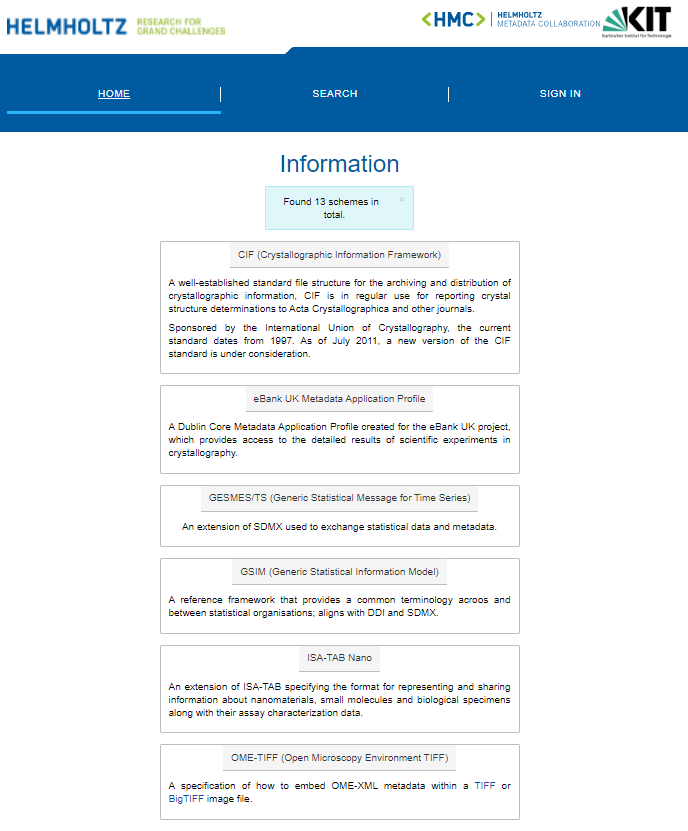 HELMHOLTZ RESEARCH FOR GRAND CHALLENGES
<HMC> HELMHOLTZ METADATA COLLABORATION
KIT
Karlsruher Institut für Technologie
HOME
SEARCH
SIGN IN
Information
Found 13 schemes in
total.
×
CIF (Crystallographic Information Framework)
A well-established standard file structure for the archiving and distribution of
crystallographic information, CIF is in regular use for reporting crystal
structure determinations to Acta Crystallographica and other journals.
Sponsored by the International Union of Crystallography, the current
standard dates from 1997. As of July 2011, a new version of the CIF
standard is under consideration.
eBank UK Metadata Application Profile
A Dublin Core Metadata Application Profile created for the eBank UK project,
which provides access to the detailed results of scientific experiments in
crystallography.
GESMES/TS (Generic Statistical Message for Time Series)
An extension of SDMX used to exchange statistical data and metadata.
GSIM (Generic Statistical Information Model)
A reference framework that provides a common terminology acroos and
between statistical organisations; aligns with DDI and SDMX.
ISA-TAB Nano
An extension of ISA-TAB specifying the format for representing and sharing
information about nanomaterials, small molecules and biological specimens
along with their assay characterization data.
OME-TIFF (Open Microscopy Environment TIFF)
A specification of how to embed OME-XML metadata within a TIFF or
BigTIFF image file.